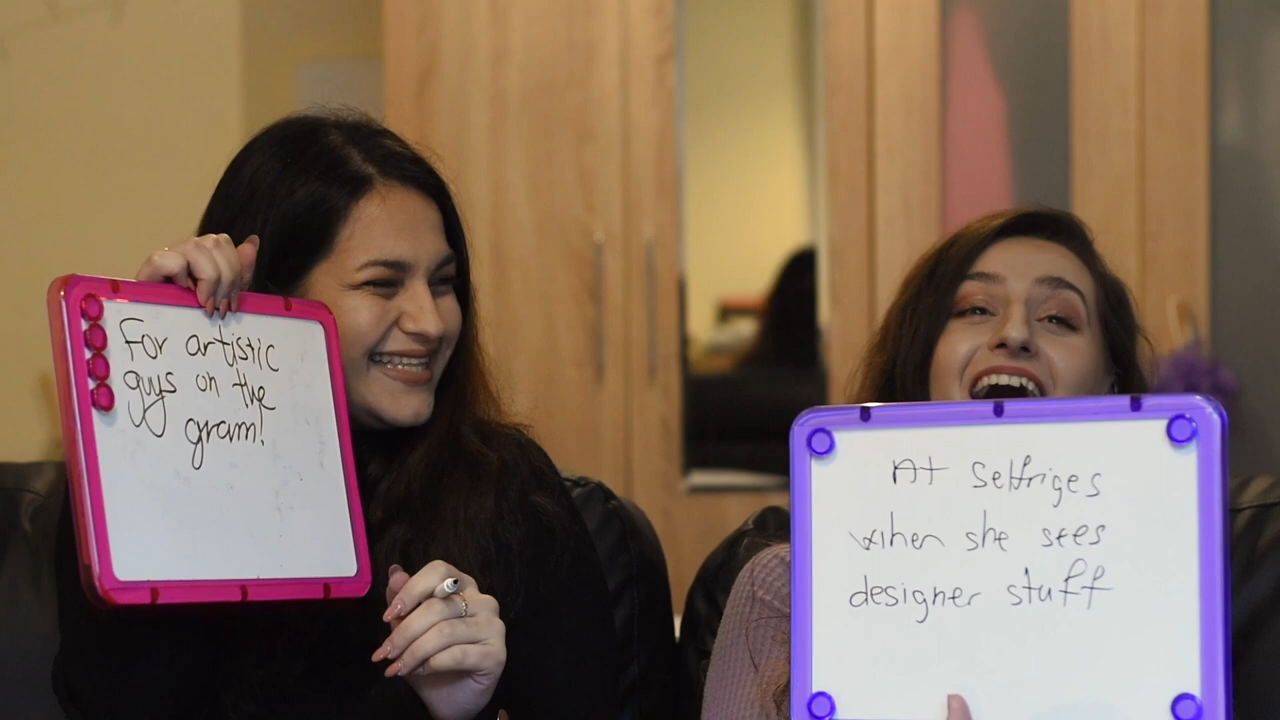 For artistic
guys on the
gram!
At Selfriges
when she sees
designer stuff